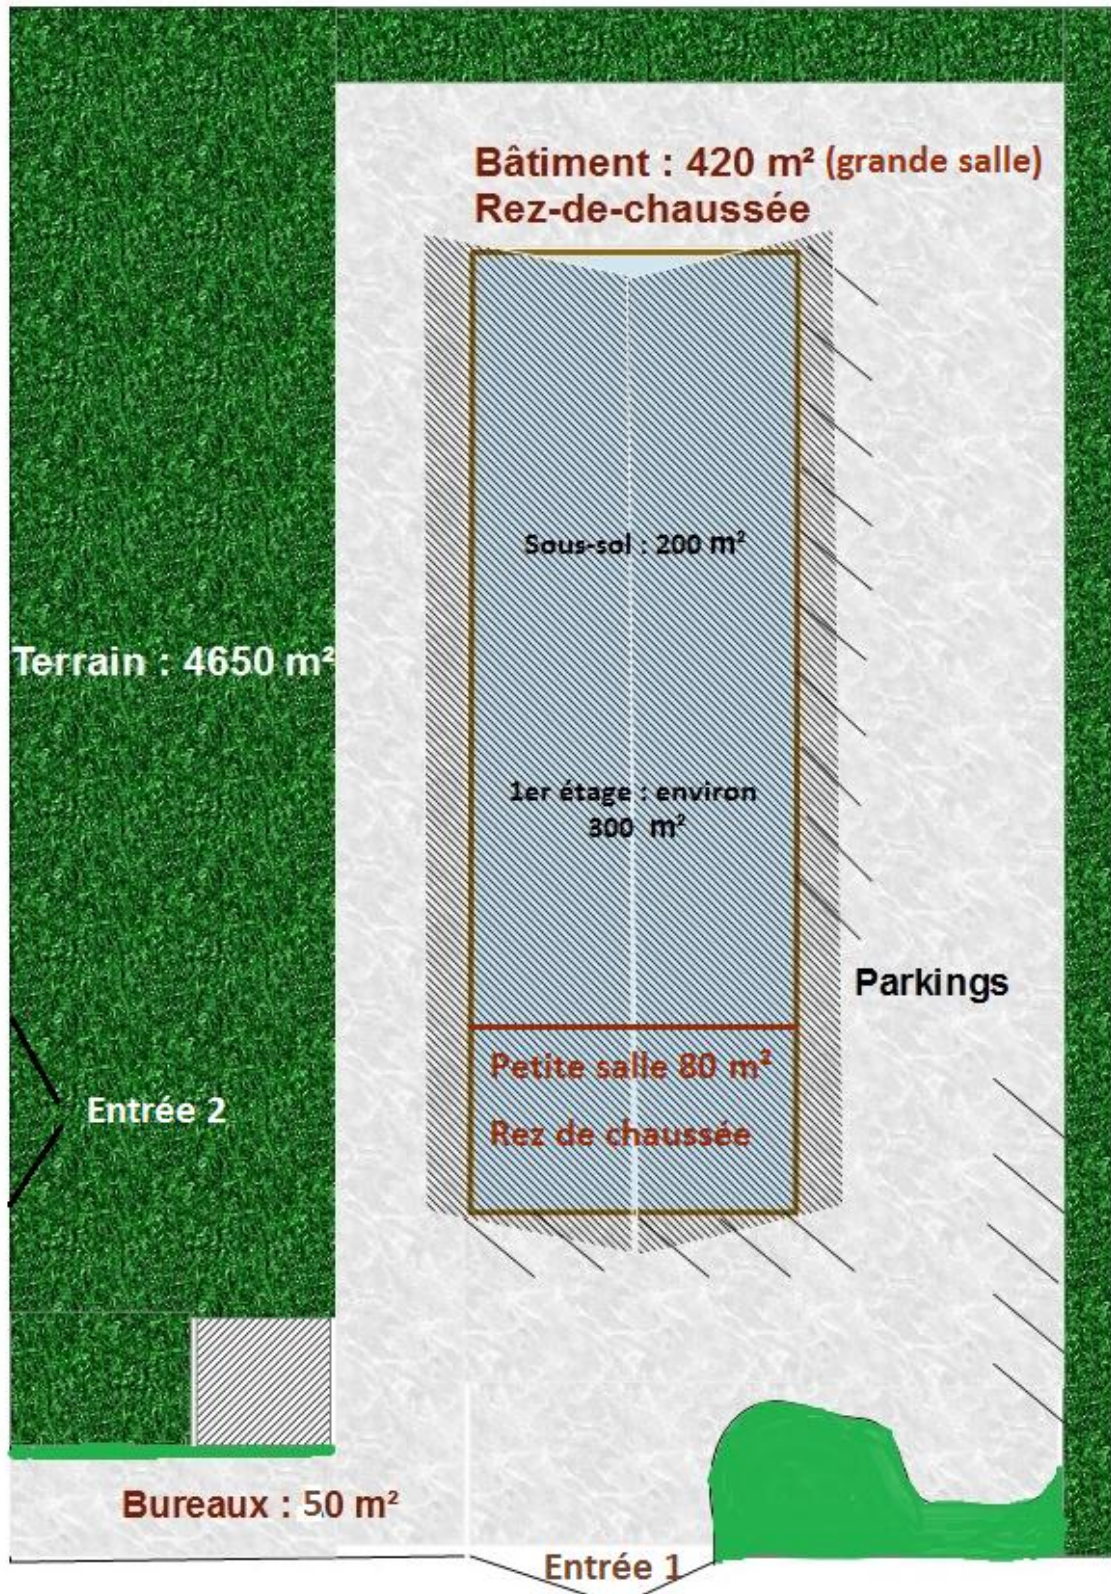 Bâtiment : 420 m² (grande salle)
Rez-de-chaussée
Sous-sol : 200 m²
Terrain : 4650 m²
1er étage : environ
300 m²
Parkings
Petite salle 80 m²
Entrée 2
Rez de chaussée
Bureaux : 50 m²
Entrée 1